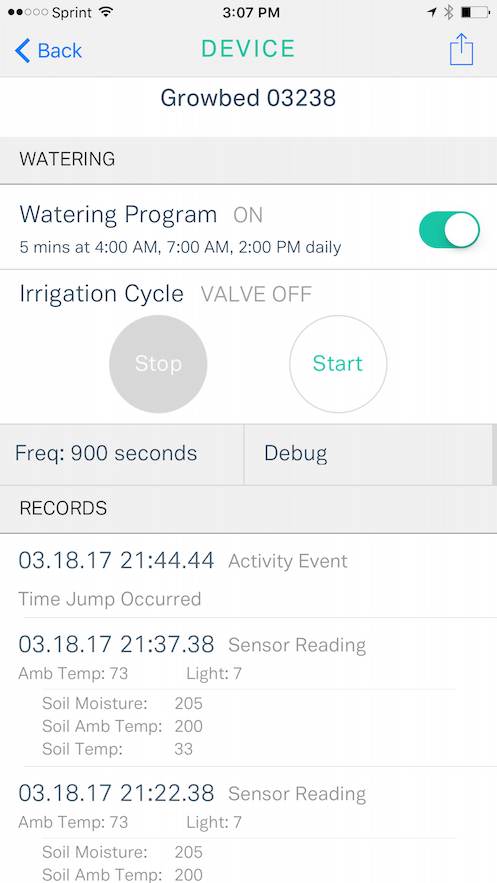 Sprint 3:07 PM
Back DEVICE
Growbed 03238
WATERING
Watering Program ON
5 mins at 4:00 AM, 7:00 AM, 2:00 PM daily
Irrigation Cycle VALVE OFF
Stop Start
Freq: 900 seconds Debug
RECORDS
03.18.17 21:44.44 Activity Event
Time Jump Occurred
03.18.17 21:37.38 Sensor Reading
Amb Temp: 73 Light: 7
Soil Moisture: 205
Soil Amb Temp: 200
Soil Temp: 33
03.18.17 21:22.38 Sensor Reading
Amb Temp: 73 Light: 7
Soil Moisture: 205
Soil Amb Temp: 200